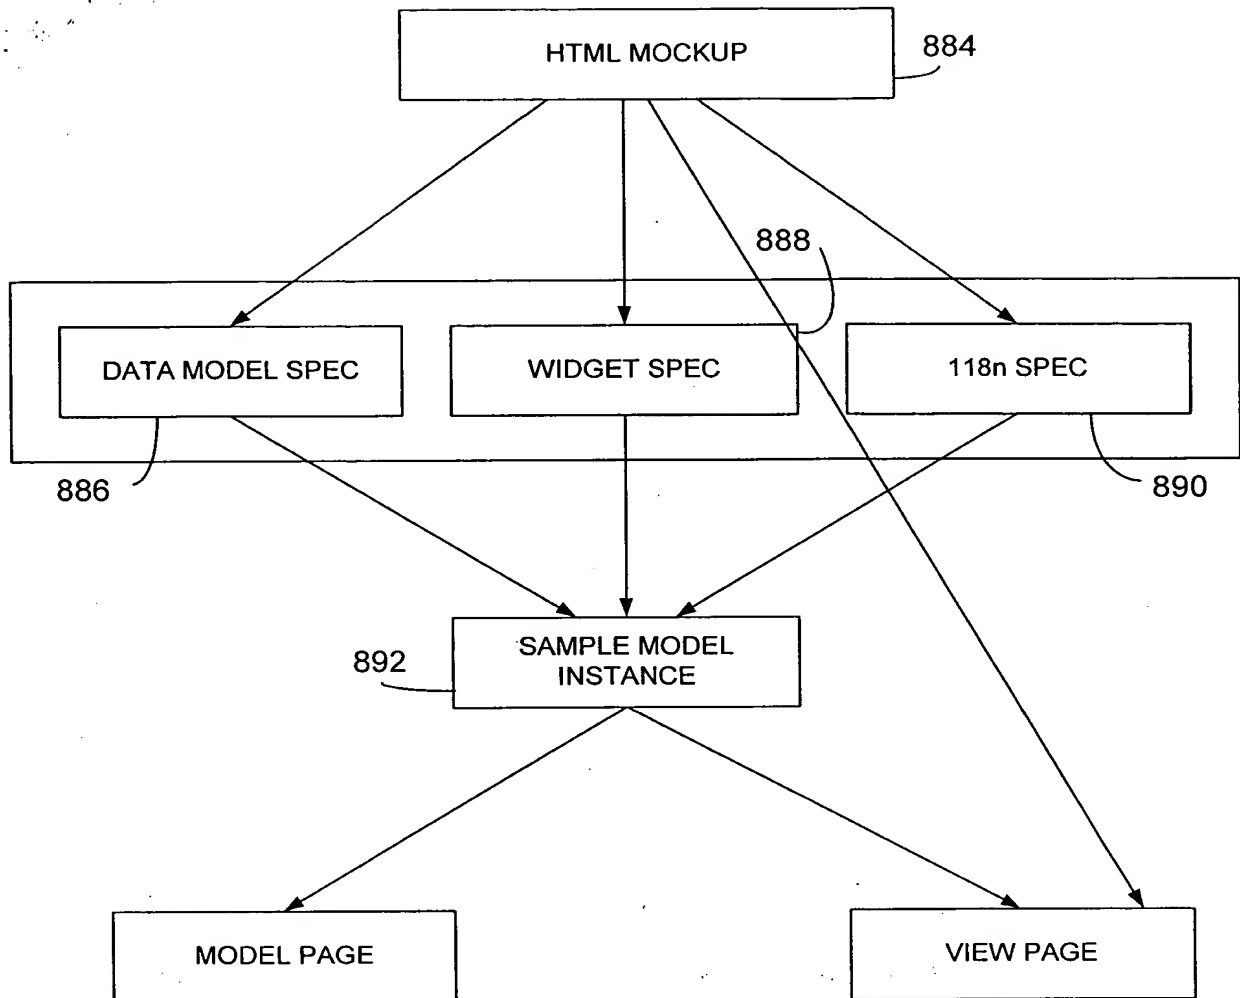 HTML MOCKUP
884
888
DATA MODEL SPEC
WIDGET SPEC
118n SPEC
886
890
SAMPLE MODEL
INSTANCE
892
MODEL PAGE
VIEW PAGE